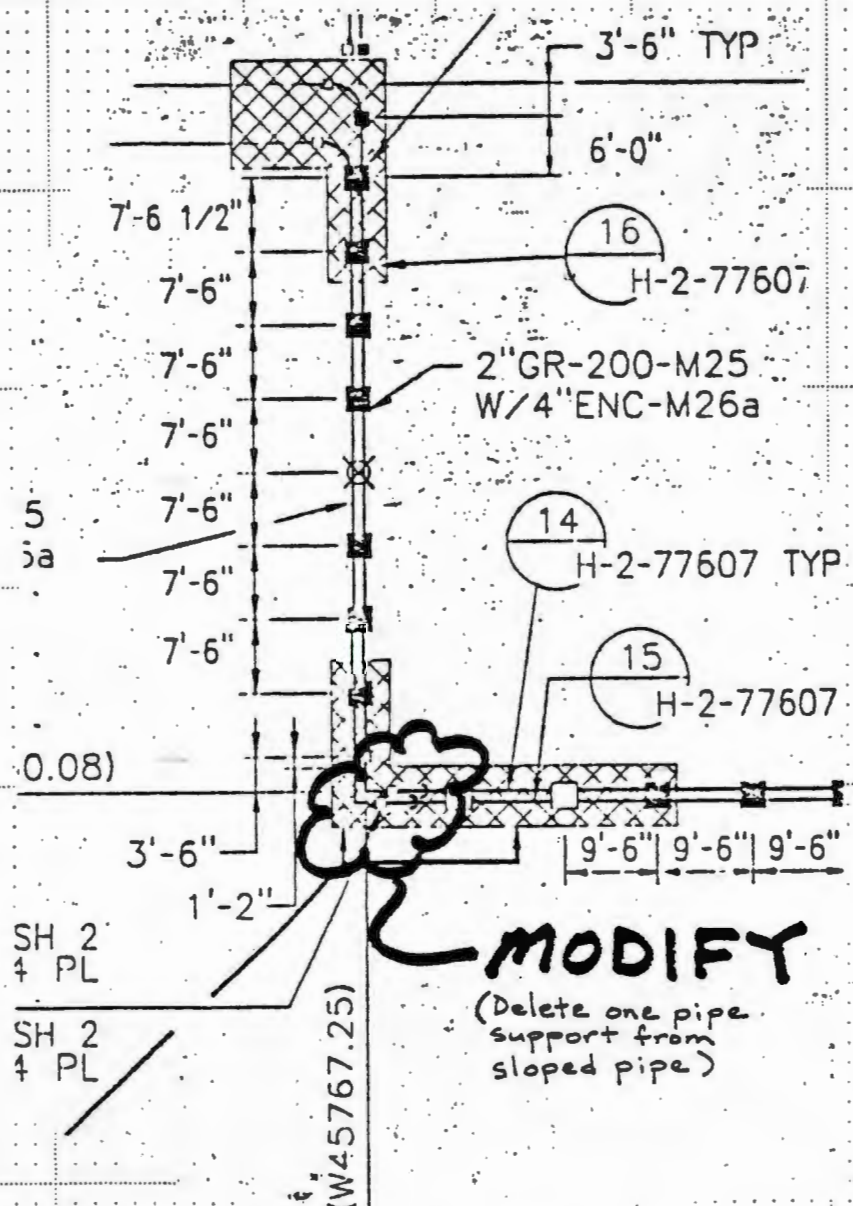 3'-6" TYP
6'-0"
7'-6 1/2"
16
H-2-77607
7'-6"
7'-6"
2"GR-200-M25
W/4"ENC-M26a
7'-6"
7'-6"
5
14
H-2-77607 TYP
7'-6"
7'-6"
15
H-2-77607
0.08)
3'-6"
9'-6" 9'-6" 9'-6"
1'-2"
MODIFY
(Delete one pipe
support from
sloped pipe)
SH 2
PL
SH 2
PL
(W45767.25)